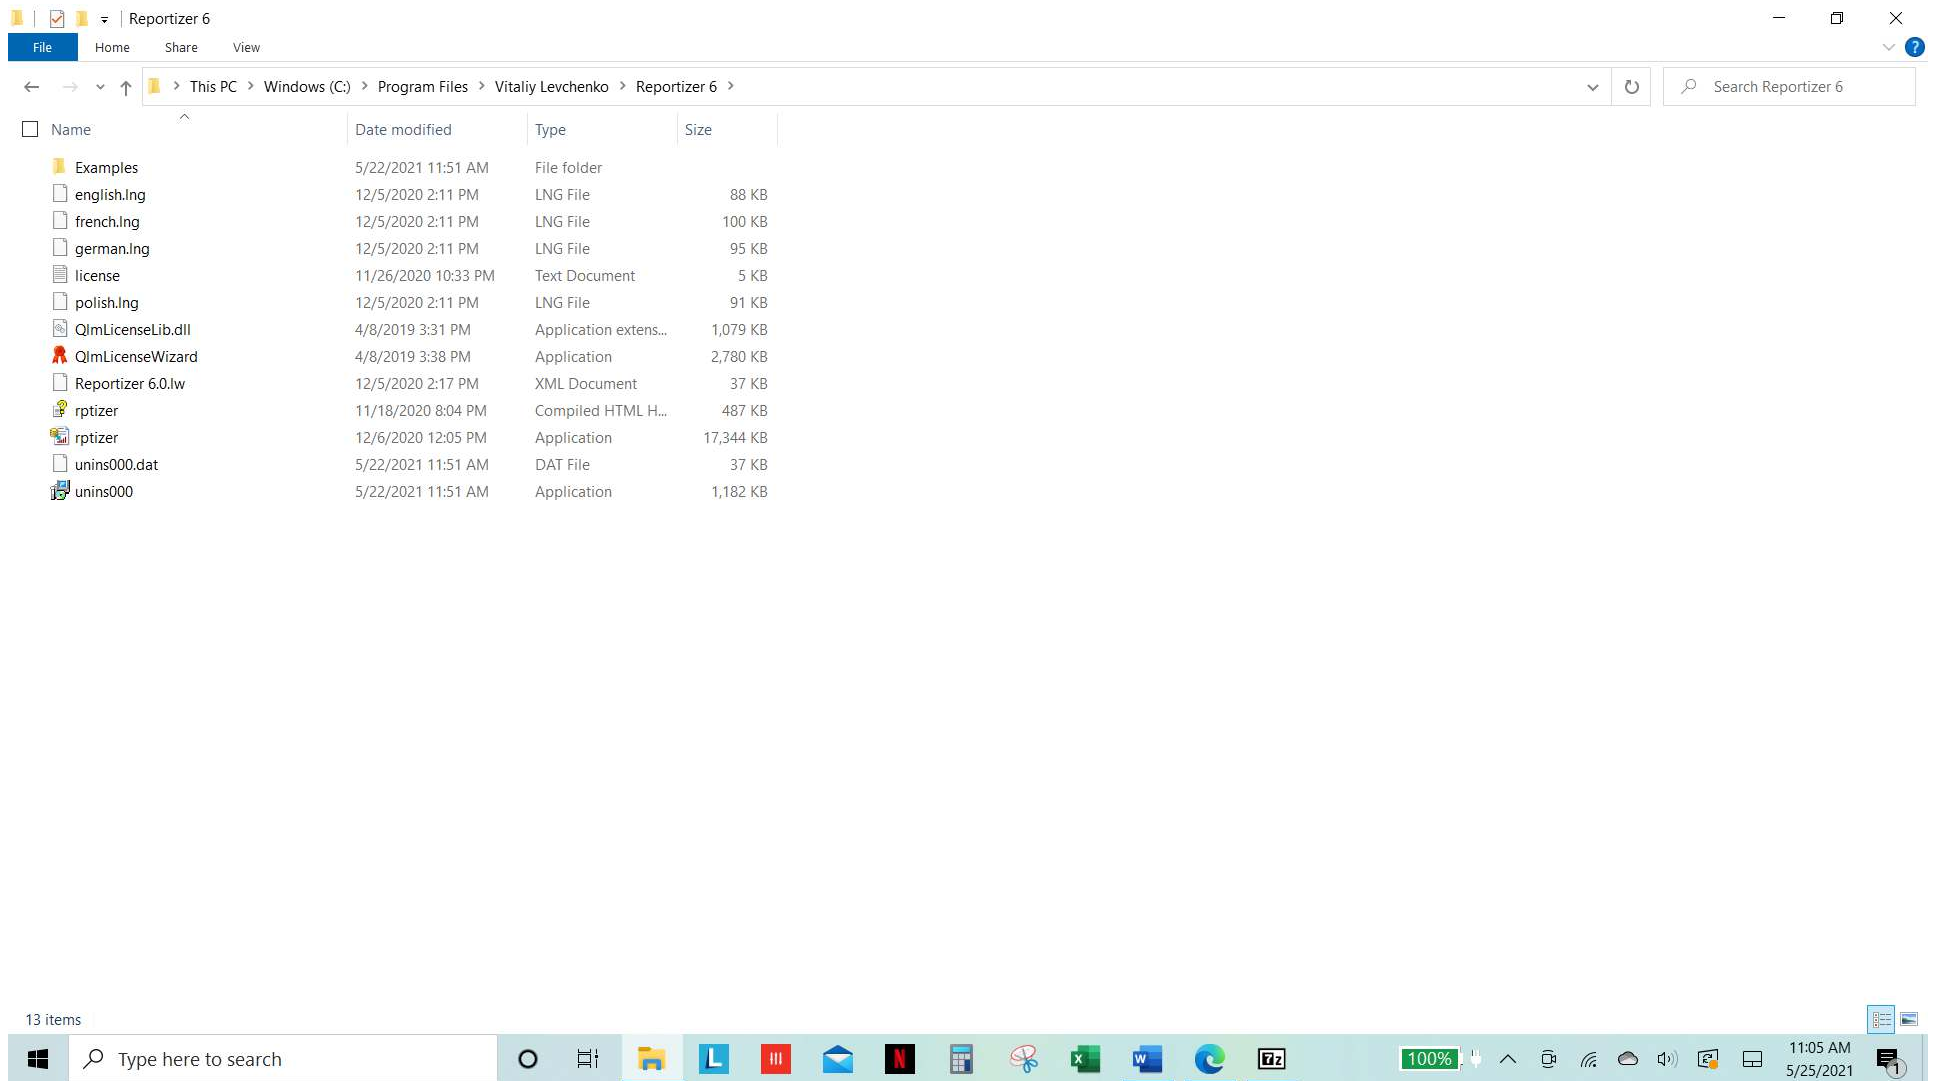 Reportizer 6
File Home Share View ?
This PC Windows (C:) Program Files Vitaliy Levchenko Reportizer 6 Search Reportizer 6
Name Date modified Type Size
Examples 5/22/2021 11:51 AM File folder
english.lng 12/5/2020 2:11 PM LNG File 88 KB
french.lng 12/5/2020 2:11 PM LNG File 100 KB
german.lng 12/5/2020 2:11 PM LNG File 95 KB
license 11/26/2020 10:33 PM Text Document 5 KB
polish.lng 12/5/2020 2:11 PM LNG File 91 KB
QlmLicenseLib.dll 4/8/2019 3:31 PM Application extens... 1,079 KB
QlmLicenseWizard 4/8/2019 3:38 PM Application 2,780 KB
Reportizer 6.0.lw 12/5/2020 2:17 PM XML Document 37 KB
rptizer 11/18/2020 8:04 PM Compiled HTML H... 487 KB
rptizer 12/6/2020 12:05 PM Application 17,344 KB
unins000.dat 5/22/2021 11:51 AM DAT File 37 KB
unins000 5/22/2021 11:51 AM Application 1,182 KB
13 items
Type here to search L N X W 7z 100% 11:05 AM
5/25/2021 1